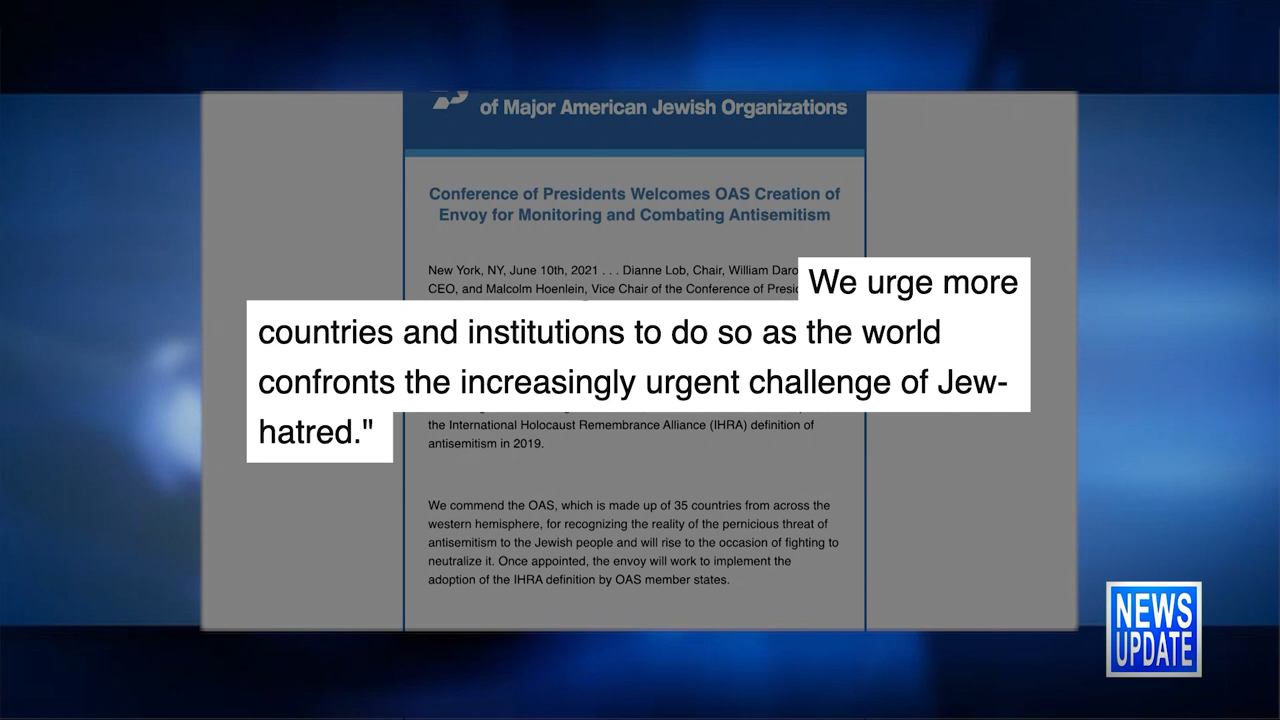 of Major American Jewish Organizations
Conference of Presidents Welcomes OAS Creation of
Envoy for Monitoring and Combating Antisemitism
New York, NY, June 10th, 2021 . . . Dianne Lob, Chair, William
CEO, and Malcolm Hoenlein, Vice Chair of the Conference of
We urge more
countries and institutions to do so as the world
confronts the increasingly urgent challenge of Jew-
hatred."
the International Holocaust Remembrance Alliance (IHRA) definition of
antisemitism in 2019.
We commend the OAS, which is made up of 35 countries from across the
western hemisphere, for recognizing the reality of the pernicious threat of
antisemitism to the Jewish people and will rise to the occasion of fighting to
neutralize it. Once appointed, the envoy will work to implement the
adoption of the IHRA definition by OAS member states.
NEWS
UPDATE